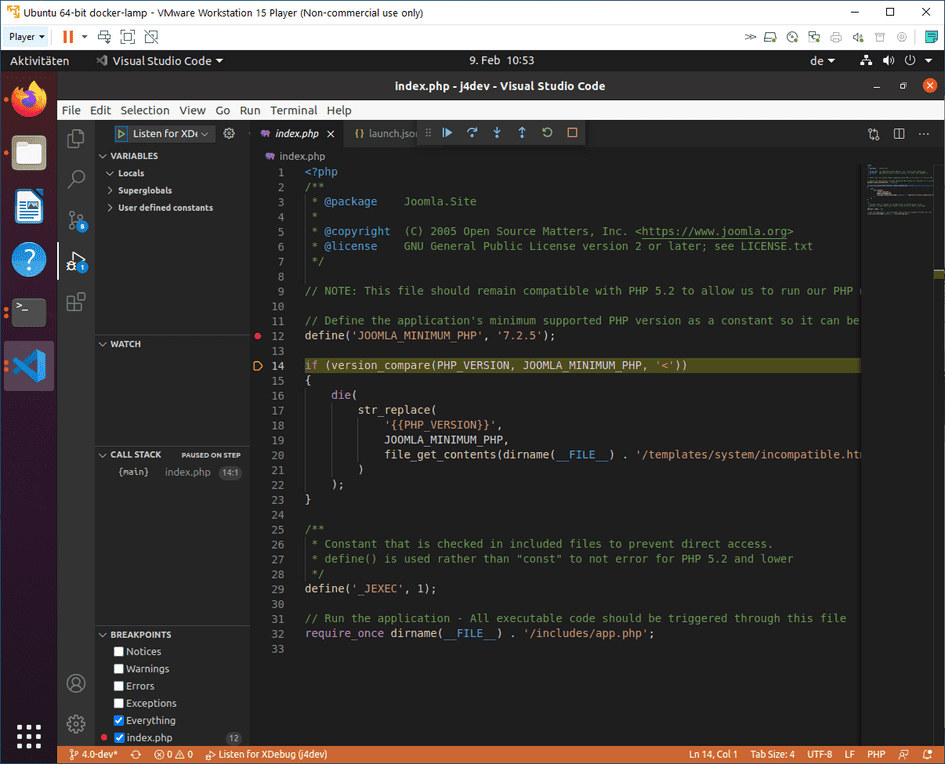 Ubuntu 64-bit docker-lamp - VMware Workstation 15 Player (Non-commercial use only)
Player
Aktivitäten
Visual Studio Code
9. Feb 10:53
de
index.php - j4dev - Visual Studio Code
File Edit Selection View Go Run Terminal Help
Listen for XDe
index.php
launch.jso
VARIABLES
Locals
Superglobals
User defined constants
WATCH
CALL STACK
PAUSED ON STEP
{main}
index.php
14:1
BREAKPOINTS
Notices
Warnings
Errors
Exceptions
Everything
index.php
12
8
1
index.php
1 <?php
2 /**
3  * @package    Joomla.Site
4  *
5  * @copyright  (C) 2005 Open Source Matters, Inc. <https://www.joomla.org>
6  * @license    GNU General Public License version 2 or later; see LICENSE.txt
7  */
8
9 // NOTE: This file should remain compatible with PHP 5.2 to allow us to run our PHP
10
11 // Define the application's minimum supported PHP version as a constant so it can be
12 define('JOOMLA_MINIMUM_PHP', '7.2.5');
13
14 if (version_compare(PHP_VERSION, JOOMLA_MINIMUM_PHP, '<'))
15 {
16     die(
17         str_replace(
18             '{{PHP_VERSION}}',
19             JOOMLA_MINIMUM_PHP,
20             file_get_contents(dirname(__FILE__) . '/templates/system/incompatible.ht
21         )
22     );
23 }
24
25 /**
26  * Constant that is checked in included files to prevent direct access.
27  * define() is used rather than "const" to not error for PHP 5.2 and lower
28  */
29 define('_JEXEC', 1);
30
31 // Run the application - All executable code should be triggered through this file
32 require_once dirname(__FILE__) . '/includes/app.php';
33
4.0-dev*
0
0
Listen for XDebug (j4dev)
Ln 14, Col 1
Tab Size: 4
UTF-8
LF
PHP